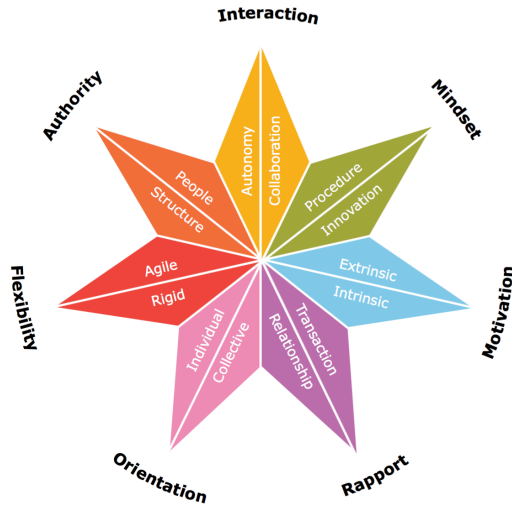 Interaction
Autonomy
Collaboration
Mindset
Procedure
Innovation
Motivation
Extrinsic
Intrinsic
Rapport
Transaction
Relationship
Orientation
Individual
Collective
Flexibility
Agile
Rigid
Authority
People
Structure